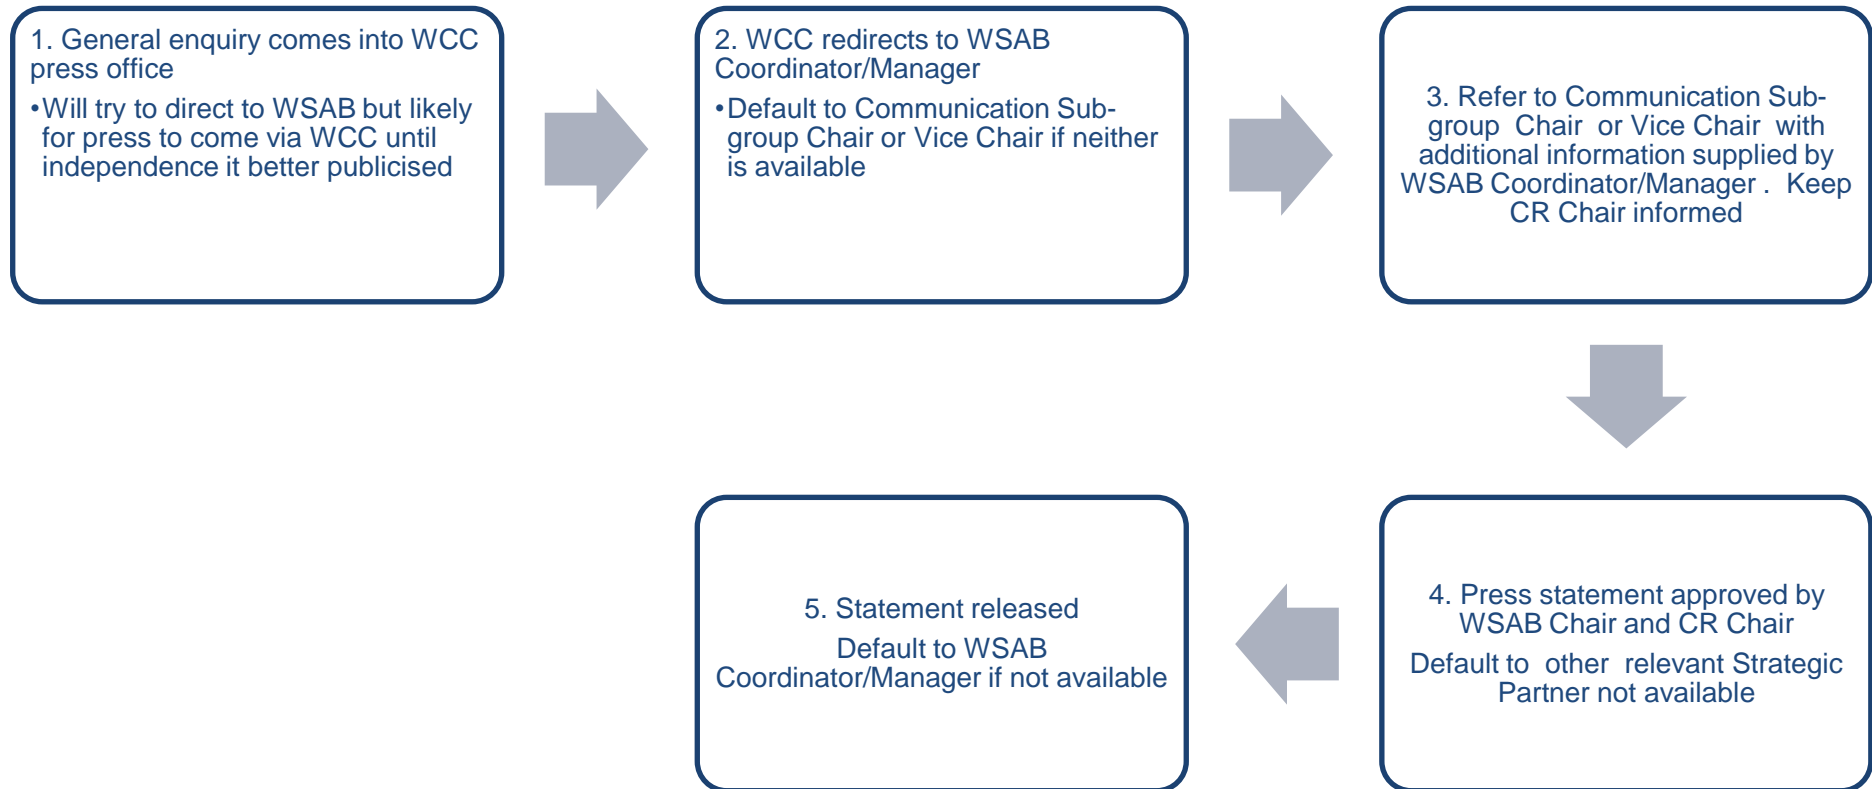 1. General enquiry comes into WCC
press office
•Will try to direct to WSAB but likely
for press to come via WCC until
independence it better publicised
2. WCC redirects to WSAB
Coordinator/Manager
•Default to Communication Sub-
group Chair or Vice Chair if neither
is available
3. Refer to Communication Sub-
group Chair or Vice Chair with
additional information supplied by
WSAB Coordinator/Manager . Keep
CR Chair informed
4. Press statement approved by
WSAB Chair and CR Chair
Default to other relevant Strategic
Partner not available
5. Statement released
Default to WSAB
Coordinator/Manager if not available